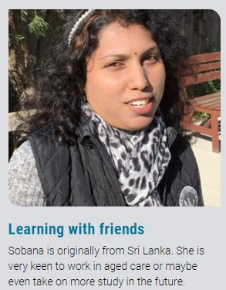 Learning with friends
Sobana is originally from Sri Lanka. She is
very keen to work in aged care or maybe
even take on more study in the future.